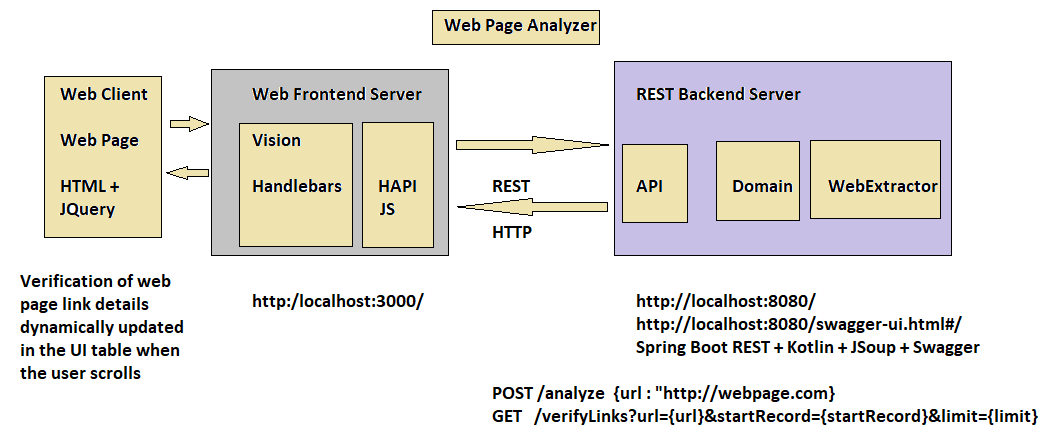 Web Page Analyzer
Web Client
Web Page
HTML +
JQuery
Web Frontend Server
Vision
Handlebars
HAPI
JS
REST
HTTP
REST Backend Server
API
Domain
WebExtractor
Verification of web
page link details
dynamically updated
in the UI table when
the user scrolls
http:/localhost:3000/
http://localhost:8080/
http://localhost:8080/swagger-ui.html#/
Spring Boot REST + Kotlin + JSoup + Swagger
POST /analyze {url : "http://webpage.com}
GET /verifyLinks?url={url}&startRecord={startRecord}&limit={limit}